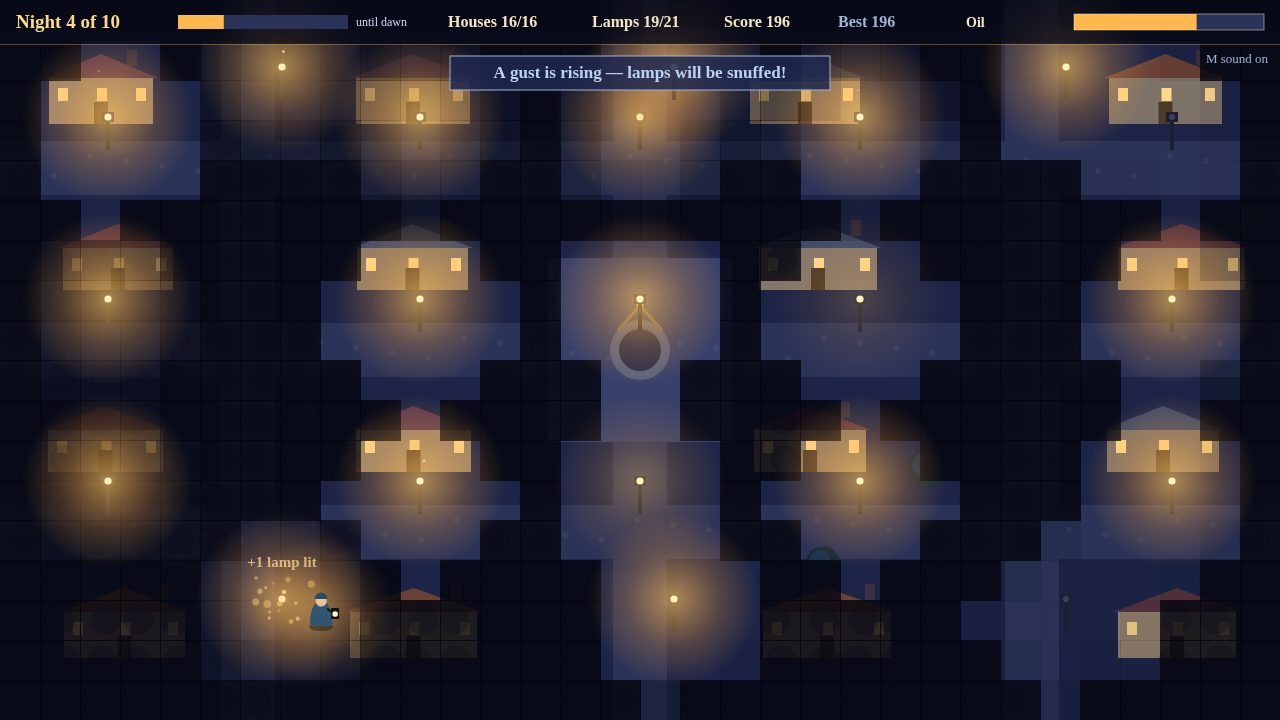 Night 4 of 10
until dawn
Houses 16/16
Lamps 19/21
Score 196
Best 196
Oil
A gust is rising — lamps will be snuffed!
M sound on
+1 lamp lit